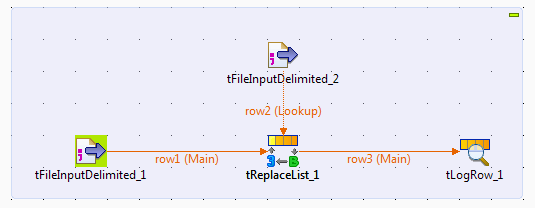 tFileInputDelimited_2
row2 (Lookup)
row1 (Main)
row3 (Main)
tFileInputDelimited_1
tReplaceList_1
tLogRow_1